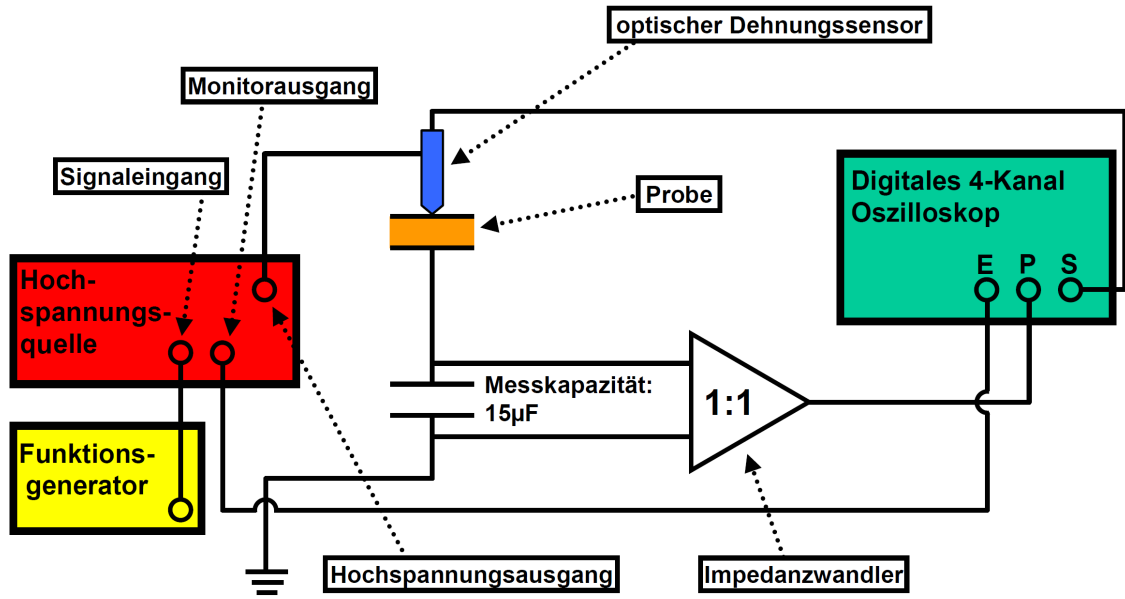 optischer Dehnungssensor
Monitorausgang
Signaleingang
Probe
Digitales 4-Kanal
Oszilloskop
E P S
Hoch-
spannungs-
quelle
Messkapazität:
15µF
1:1
Funktions-
generator
Hochspannungsausgang
Impedanzwandler